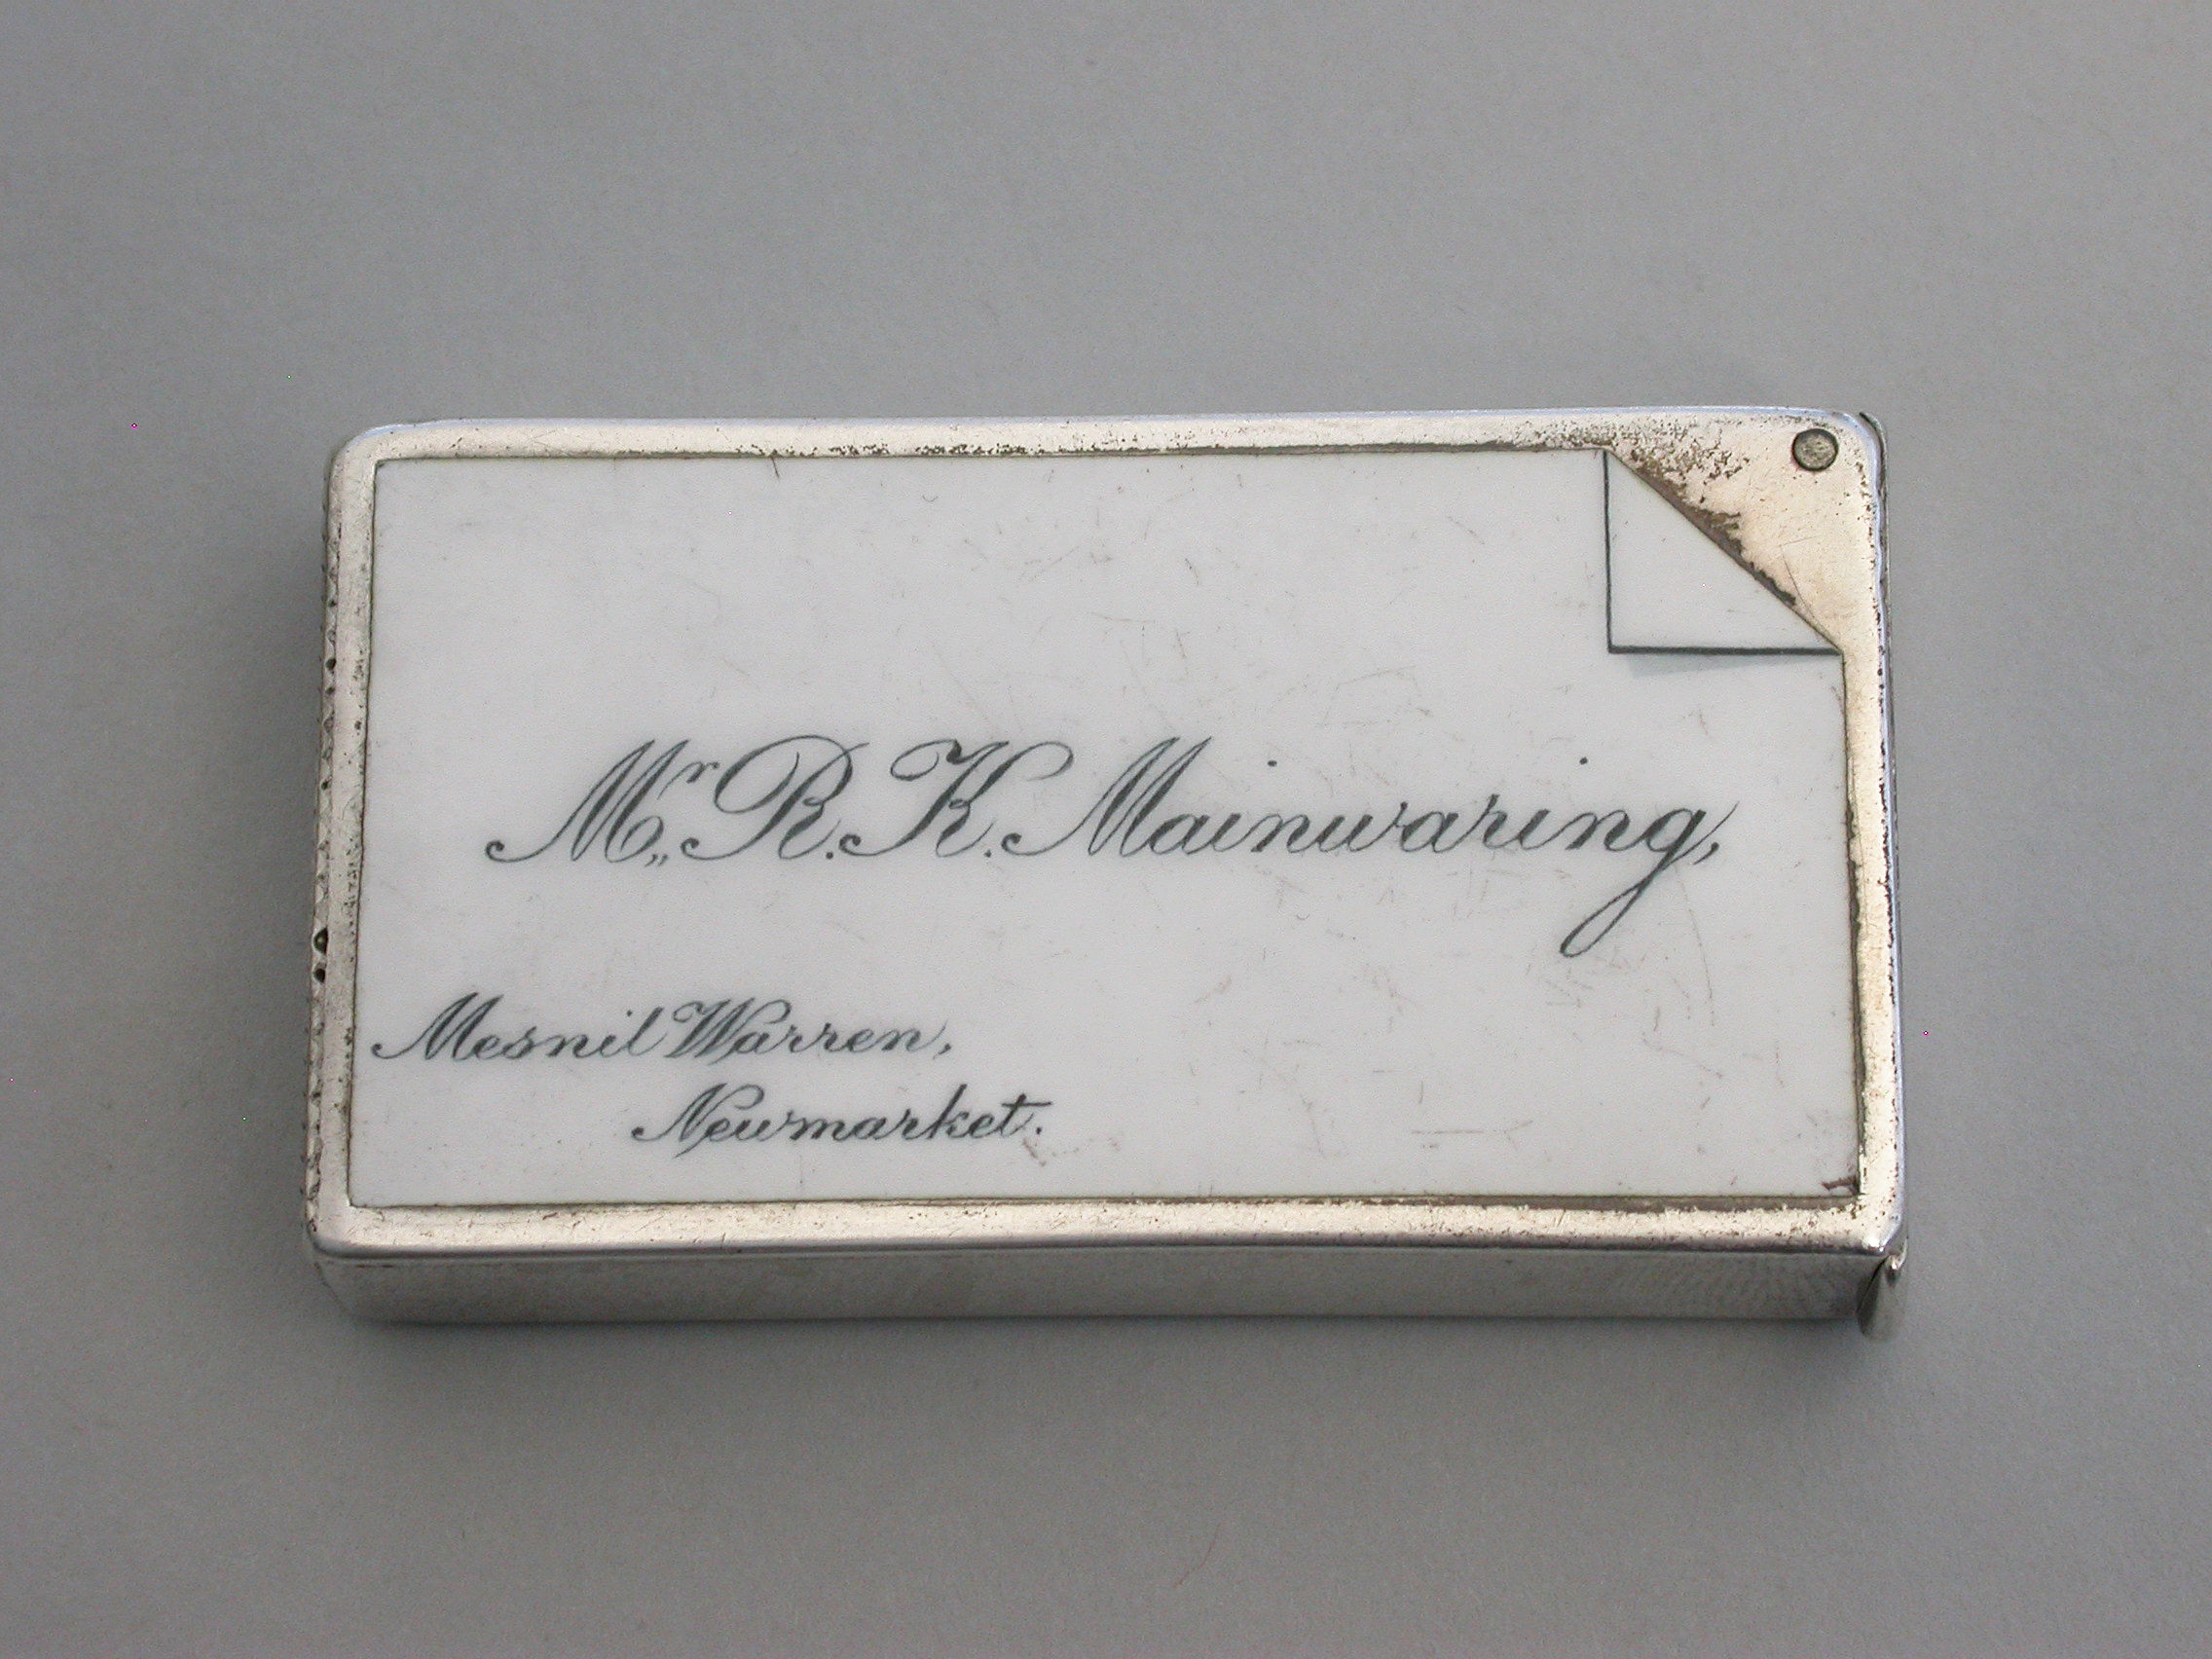 Mr,, R. K. Mainwaring,
Mesnil Warren,
Newmarket.